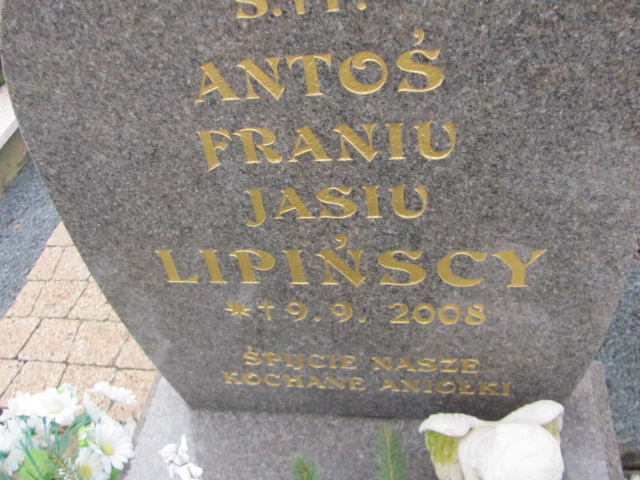 Ś.†P.
ANTOŚ
FRANIU
JASIU
LIPIŃSCY
*† 9.9. 2008
ŚPIJCIE NASZE
KOCHANE ANIOŁKI